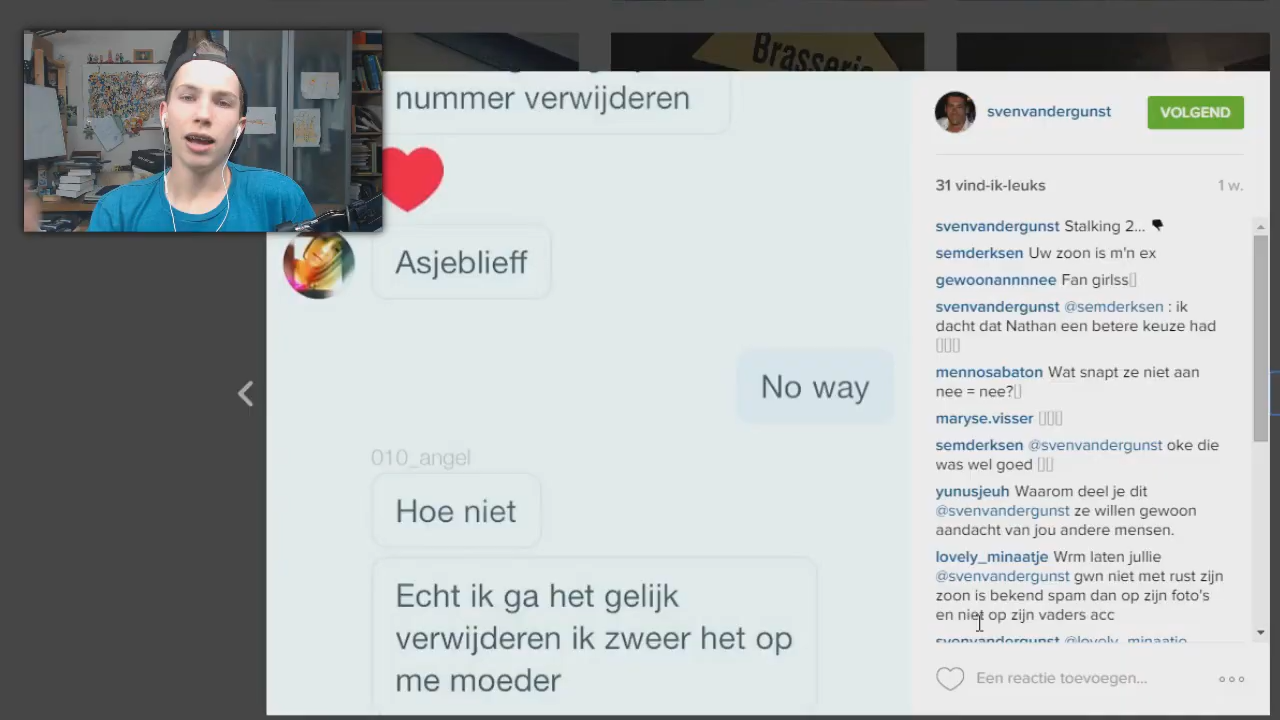 Brasserie
nummer verwijderen
Asjeblieff
No way
010_angel
Hoe niet
Echt ik ga het gelijk
verwijderen ik zweer het op
me moeder
svenvandergunst
VOLGEND
31 vind-ik-leuks
1 w.
svenvandergunst Stalking 2...
semderksen Uw zoon is m'n ex
gewoonannnnee Fan girlss
svenvandergunst @semderksen : ik
dacht dat Nathan een betere keuze had
mennosabaton Wat snapt ze niet aan
nee = nee?
maryse.visser
semderksen @svenvandergunst oke die
was wel goed
yunusjeuh Waarom deel je dit
@svenvandergunst ze willen gewoon
aandacht van jou andere mensen.
lovely_minaatje Wrm laten jullie
@svenvandergunst gwn niet met rust zijn
zoon is bekend spam dan op zijn foto's
en niet op zijn vaders acc
svenvandergunst @lovely_minaatje
Een reactie toevoegen...